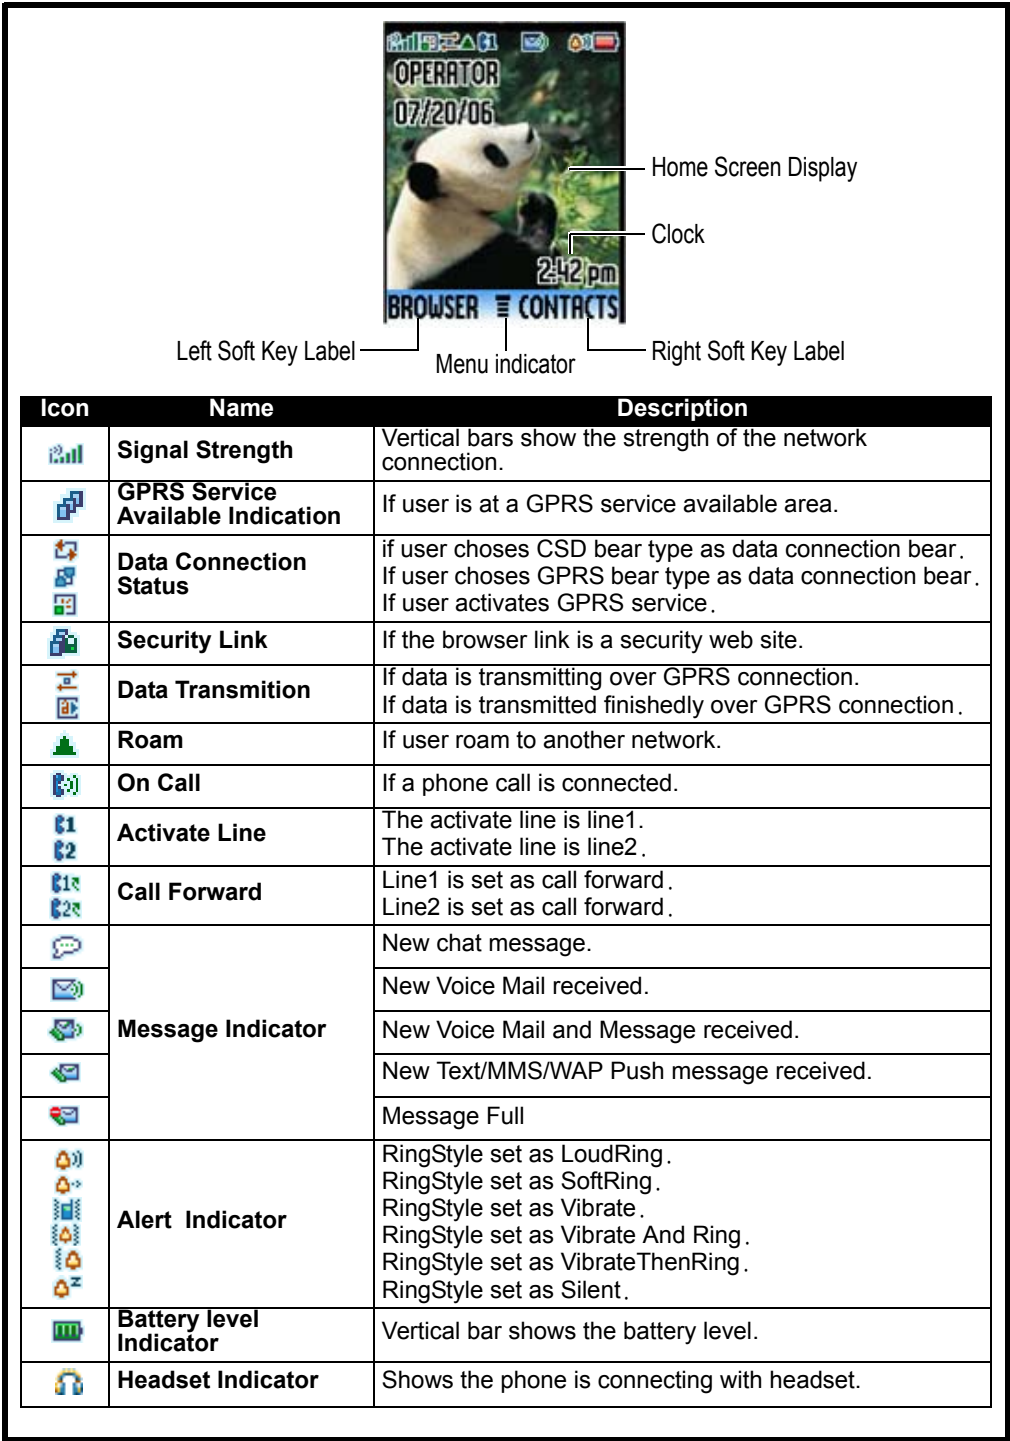 OPERATOR
07/20/06
Home Screen Display
Clock
2:42 pm
BROWSER CONTACTS
Left Soft Key Label
Menu indicator
Right Soft Key Label
Icon Name Description
Signal Strength
Vertical bars show the strength of the network
connection.
GPRS Service
Available Indication
If user is at a GPRS service available area.
Data Connection
Status
if user choses CSD bear type as data connection bear.
If user choses GPRS bear type as data connection bear.
If user activates GPRS service.
Security Link
If the browser link is a security web site.
Data Transmition
If data is transmitting over GPRS connection.
If data is transmitted finishedly over GPRS connection.
Roam
If user roam to another network.
On Call
If a phone call is connected.
1
2
Activate Line
The activate line is line1.
The activate line is line2.
1
2
Call Forward
Line1 is set as call forward.
Line2 is set as call forward.
Message Indicator
New chat message.
New Voice Mail received.
New Voice Mail and Message received.
New Text/MMS/WAP Push message received.
Message Full
Alert Indicator
RingStyle set as LoudRing.
RingStyle set as SoftRing.
RingStyle set as Vibrate.
RingStyle set as Vibrate And Ring.
RingStyle set as VibrateThenRing.
RingStyle set as Silent.
Battery level
Indicator
Vertical bar shows the battery level.
Headset Indicator
Shows the phone is connecting with headset.